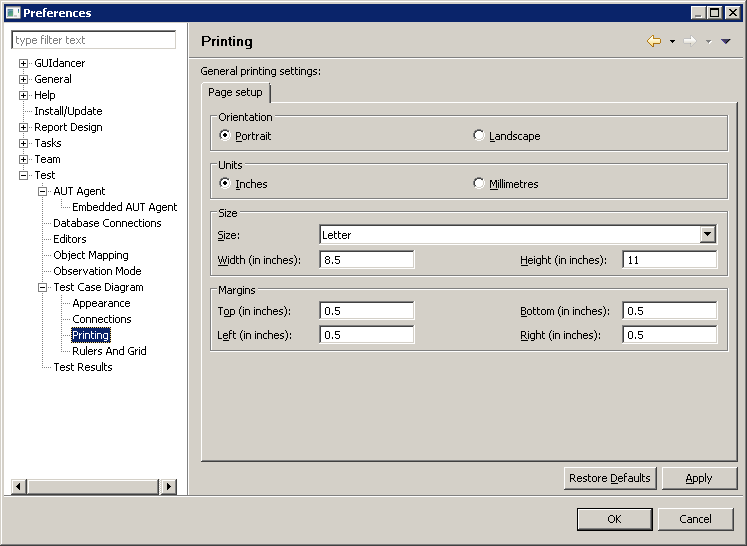 Preferences
type filter text
GUIdancer
General
Help
Install/Update
Report Design
Tasks
Team
Test
AUT Agent
Embedded AUT Agent
Database Connections
Editors
Object Mapping
Observation Mode
Test Case Diagram
Appearance
Connections
Printing
Rulers And Grid
Test Results
Printing
General printing settings:
Page setup
Orientation
Portrait Landscape
Units
Inches Millimetres
Size
Size: Letter
Width (in inches): 8.5 Height (in inches): 11
Margins
Top (in inches): 0.5 Bottom (in inches): 0.5
Left (in inches): 0.5 Right (in inches): 0.5
Restore Defaults Apply
OK Cancel